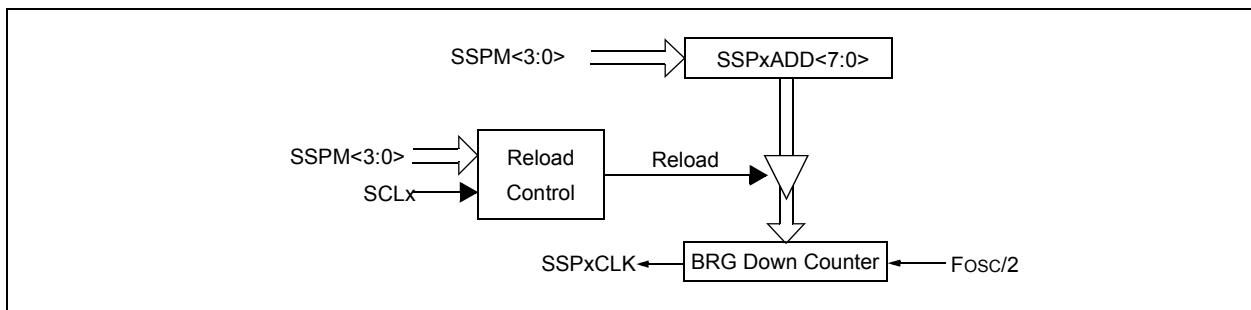 SSPM<3:0>
SSPxADD<7:0>
SSPM<3:0>
Reload
Control
Reload
SCLx
SSPxCLK
BRG Down Counter
FOSC/2